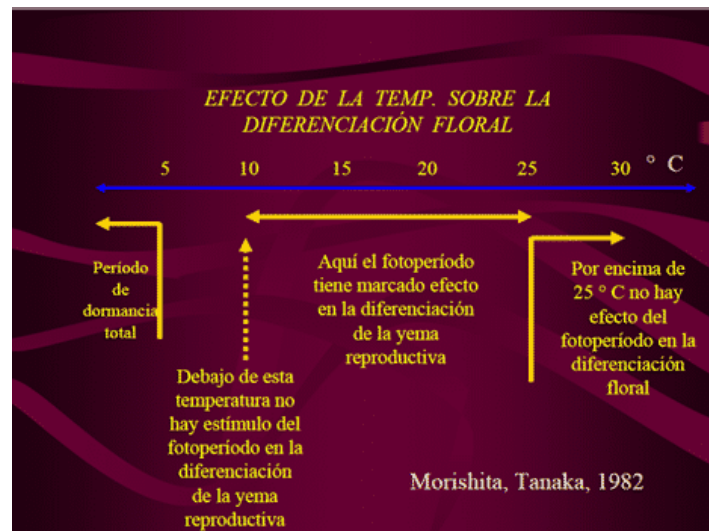 EFECTO DE LA TEMP. SOBRE LA
DIFERENCIACIÓN FLORAL
5 10 15 20 25 30 ° C
Período
de
dormancia
total
Debajo de esta
temperatura no
hay estímulo del
fotoperíodo en la
diferenciación
de la yema
reproductiva
Aquí el fotoperíodo
tiene marcado efecto
en la diferenciación
de la yema
reproductiva
Por encima de
25 ° C no hay
efecto del
fotoperíodo en la
diferenciación
floral
Morishita, Tanaka, 1982